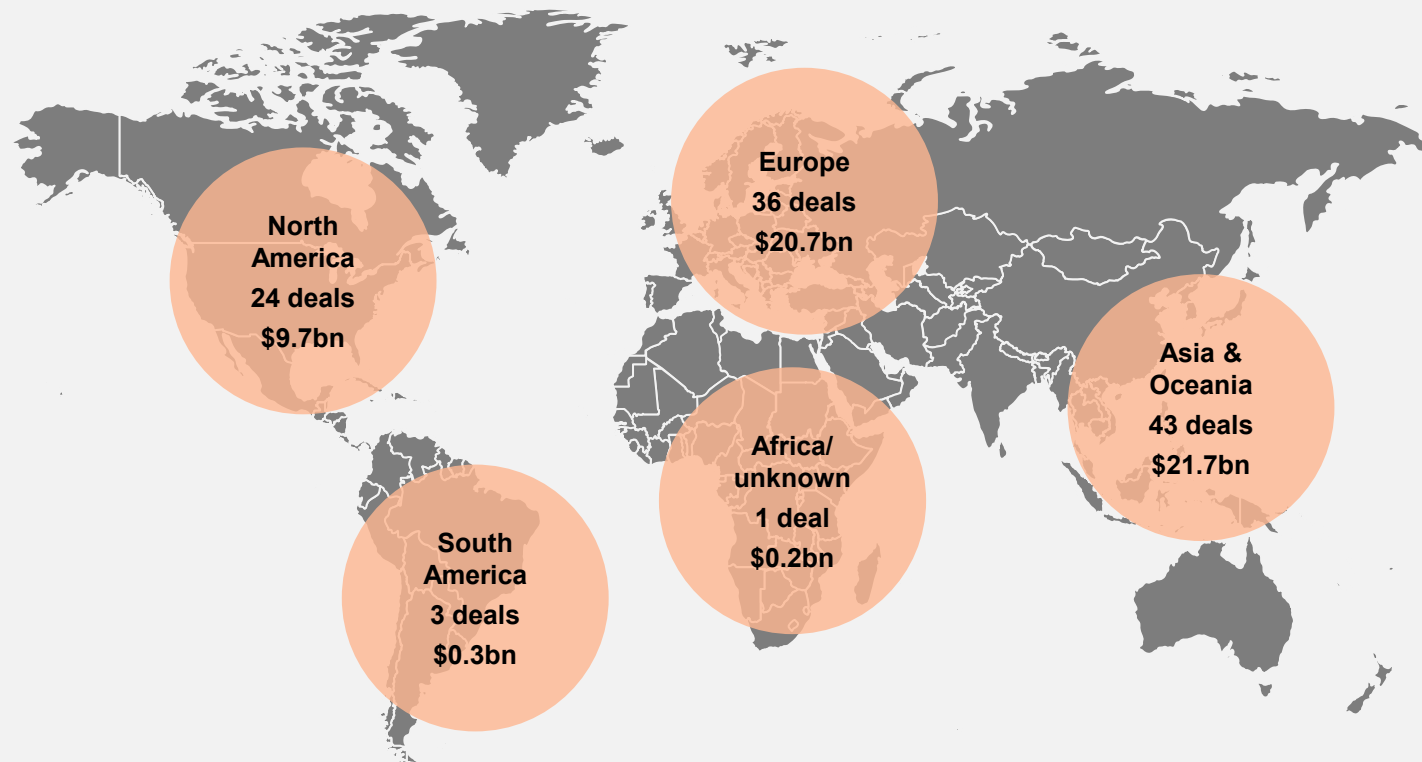 North
America
24 deals
$9.7bn
Europe
36 deals
$20.7bn
Asia &
Oceania
43 deals
$21.7bn
Africa/
unknown
1 deal
$0.2bn
South
America
3 deals
$0.3bn